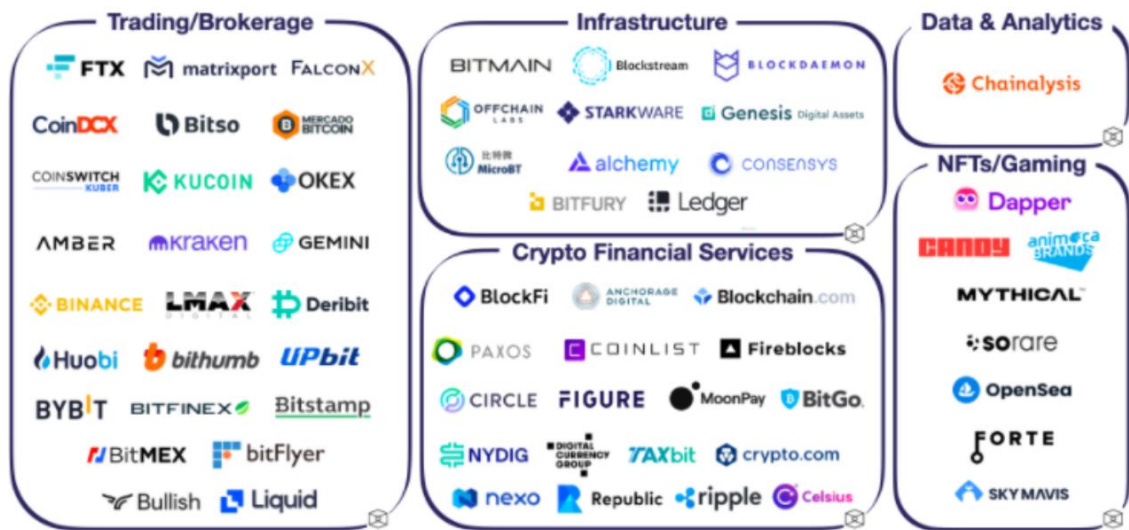 Trading/Brokerage
FTX matrixport FALCONX
CoinDCX Bitso MERCADO BITCOIN
COINSWITCH KUBER KUCOIN OKEX
AMBER kraken GEMINI
BINANCE LMAX DIGITAL Deribit
Huobi bithumb UPbit
BYBIT BITFINEX Bitstamp
BitMEX bitFlyer
Bullish Liquid
Infrastructure
BITMAIN Blockstream BLOCKDAEMON
OFFCHAIN LABS STARKWARE Genesis Digital Assets
比特微 MicroBT alchemy CONSENSYS
BITFURY Ledger
Crypto Financial Services
BlockFi ANCHORAGE DIGITAL Blockchain.com
PAXOS COINLIST Fireblocks
CIRCLE FIGURE MoonPay BitGo.
NYDIG DIGITAL CURRENCY GROUP TAXbit crypto.com
nexo Republic ripple Celsius
Data & Analytics
Chainalysis
NFTs/Gaming
Dapper
CANDY animoca BRANDS
MYTHICAL™
sorare
OpenSea
FORTE
SKY MAVIS